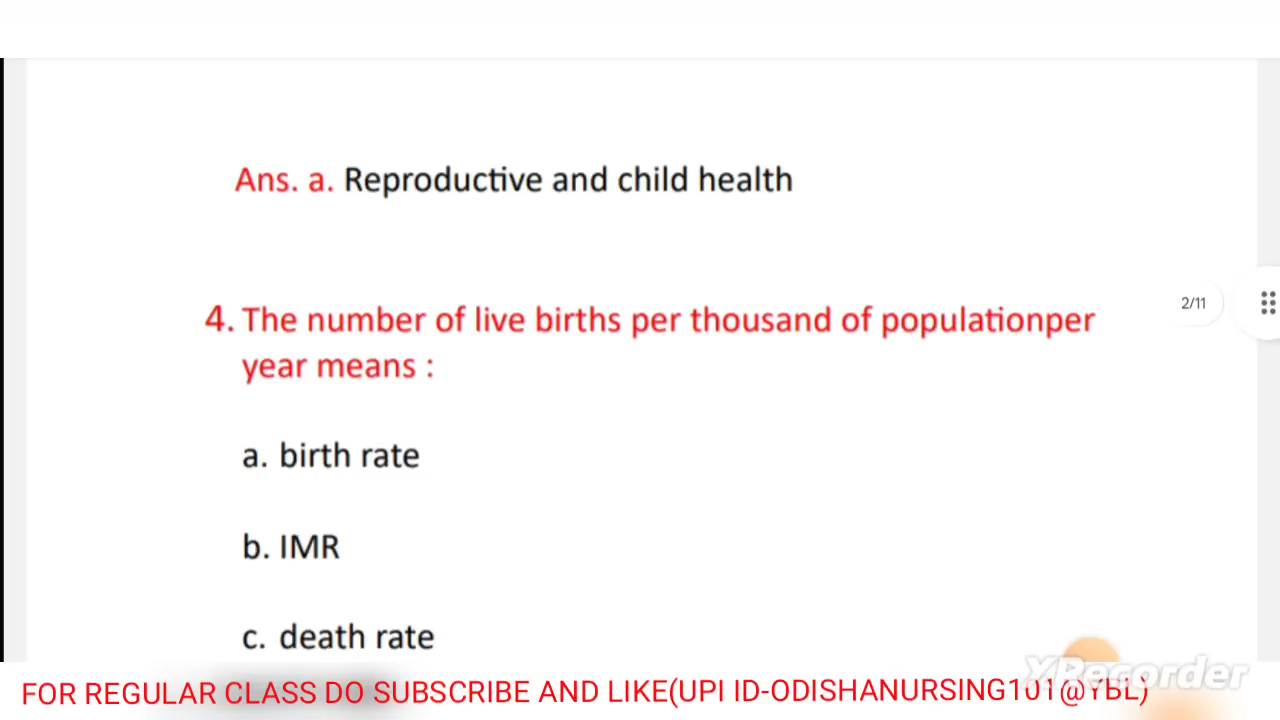 Ans. a. Reproductive and child health
4. The number of live births per thousand of populationper
2/11
year means :
a. birth rate
b. IMR
c. death rate
XRecorder
FOR REGULAR CLASS DO SUBSCRIBE AND LIKE(UPI ID-ODISHANURSING101@YBL)